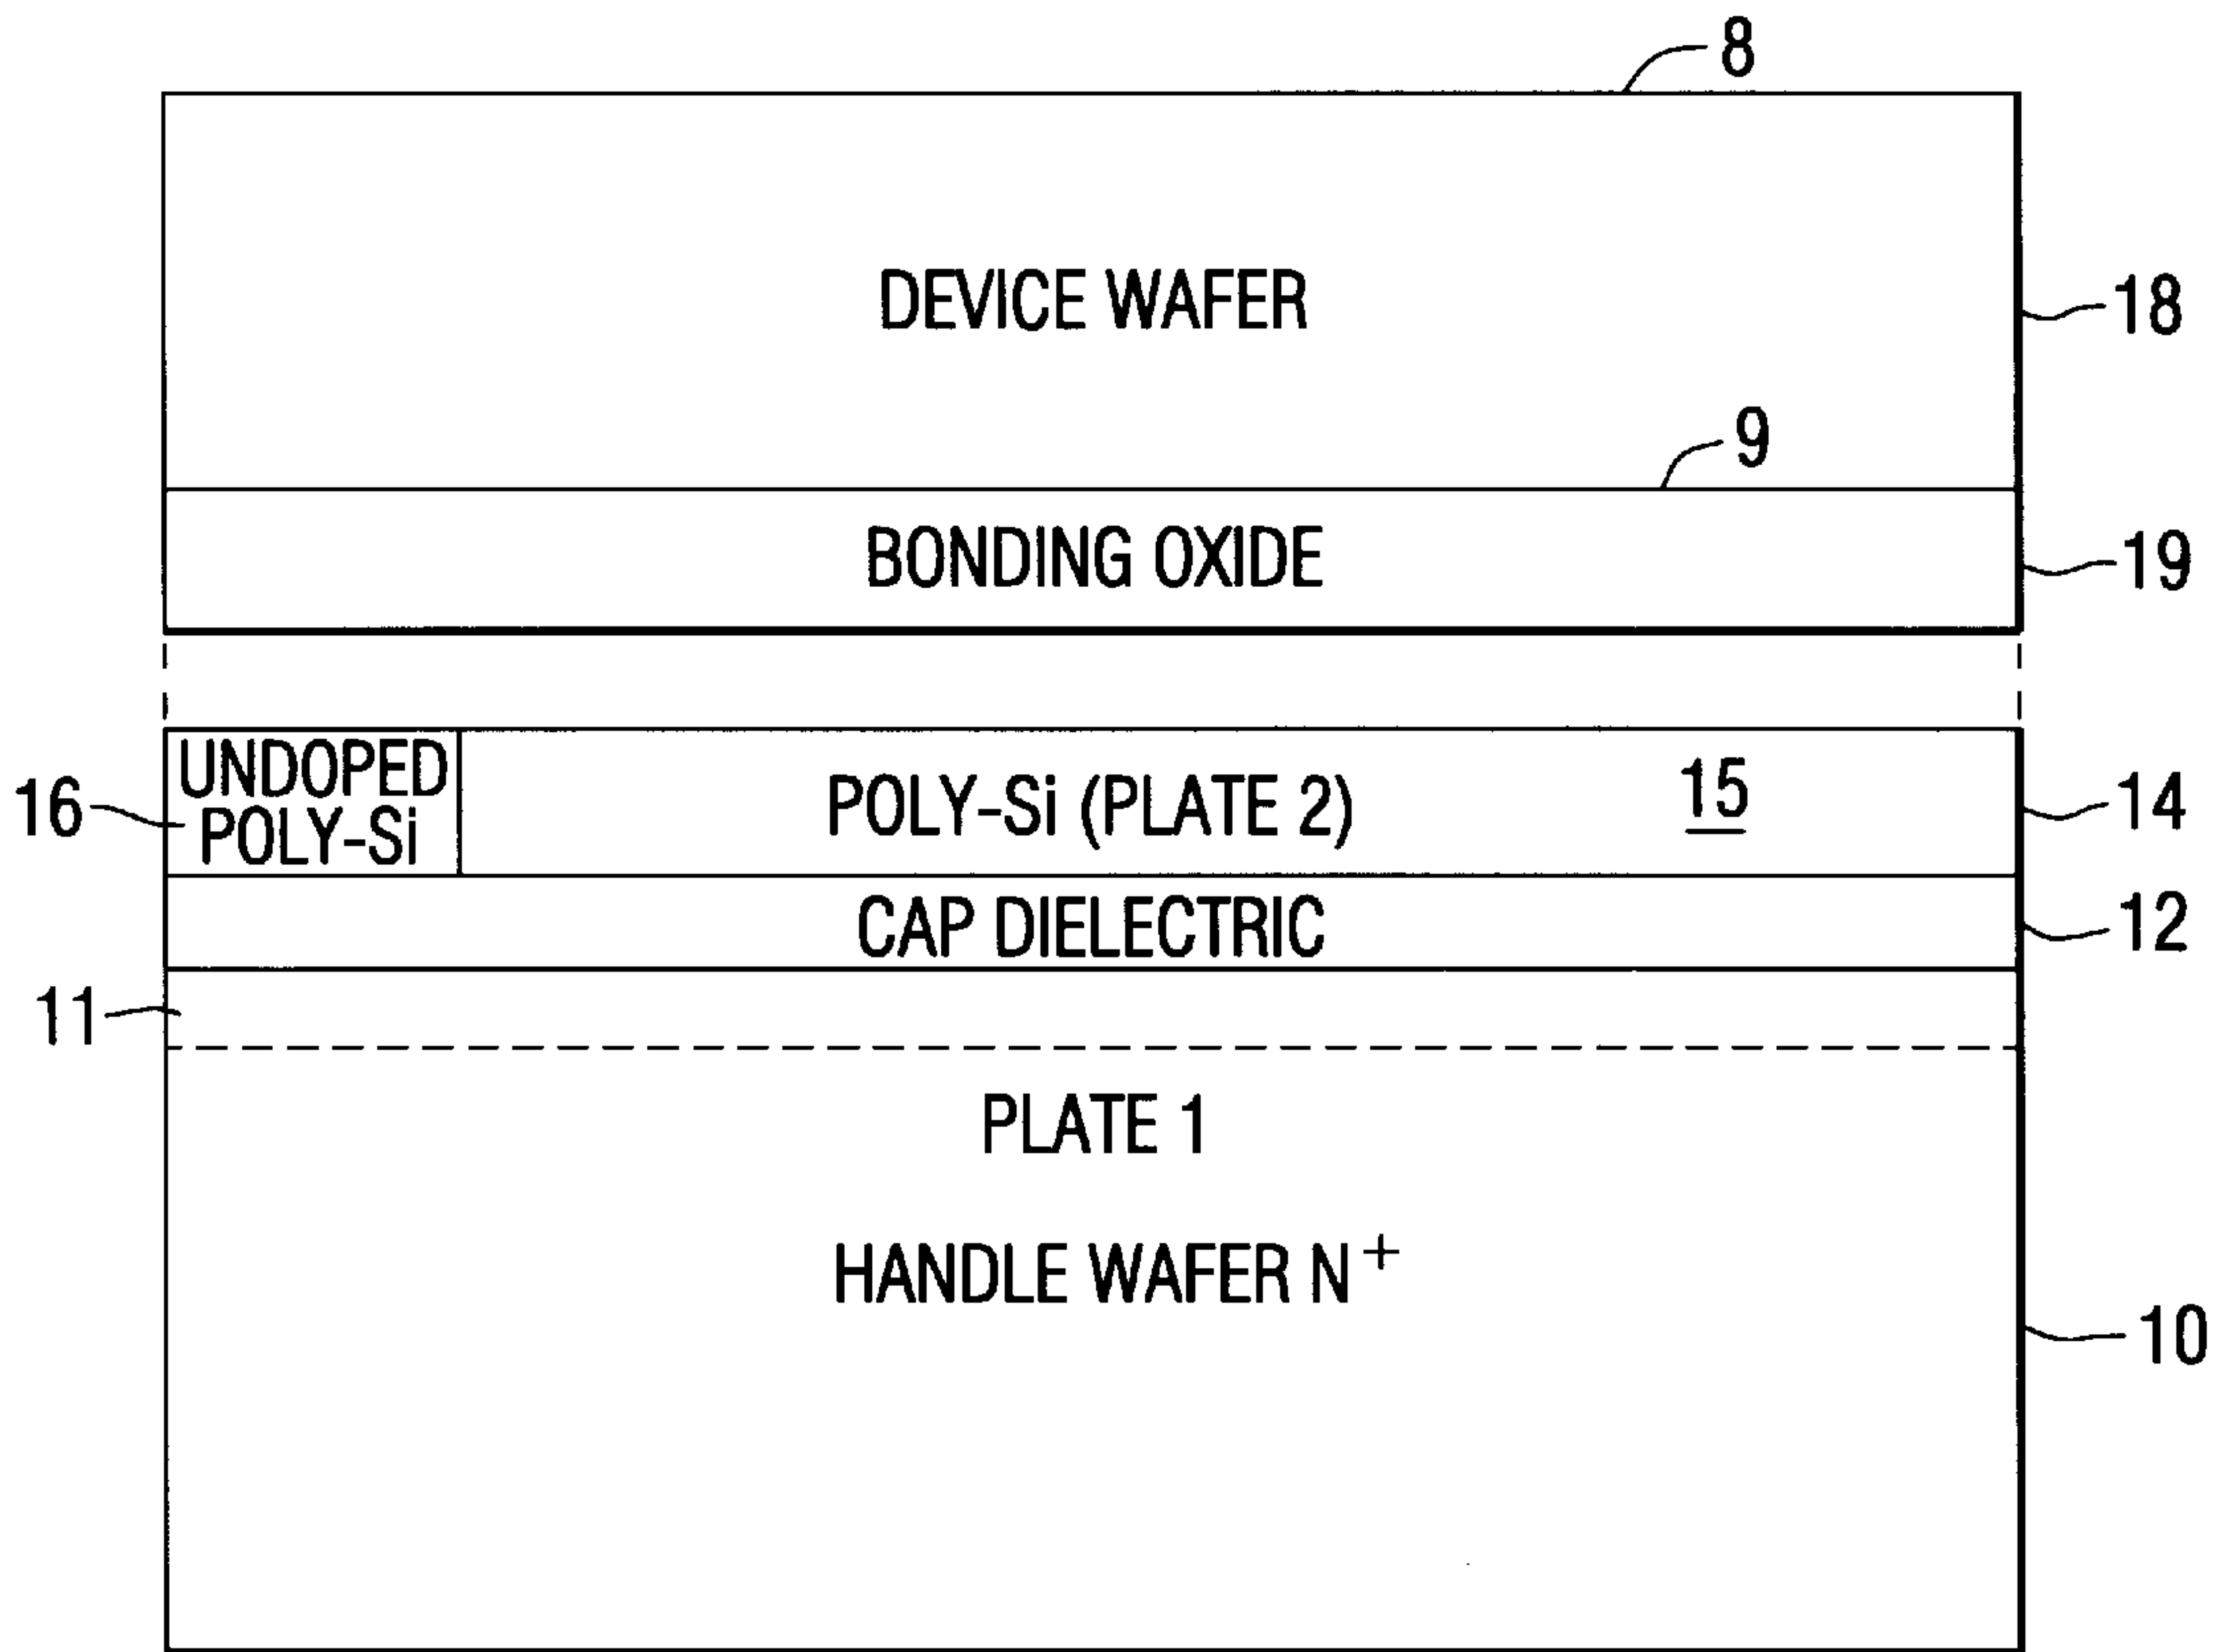 8
DEVICE WAFER
18
9
BONDING OXIDE
19
UNDOPED
POLY-Si
16
POLY-Si (PLATE 2)
15
14
CAP DIELECTRIC
12
11
PLATE 1
HANDLE WAFER N+
10